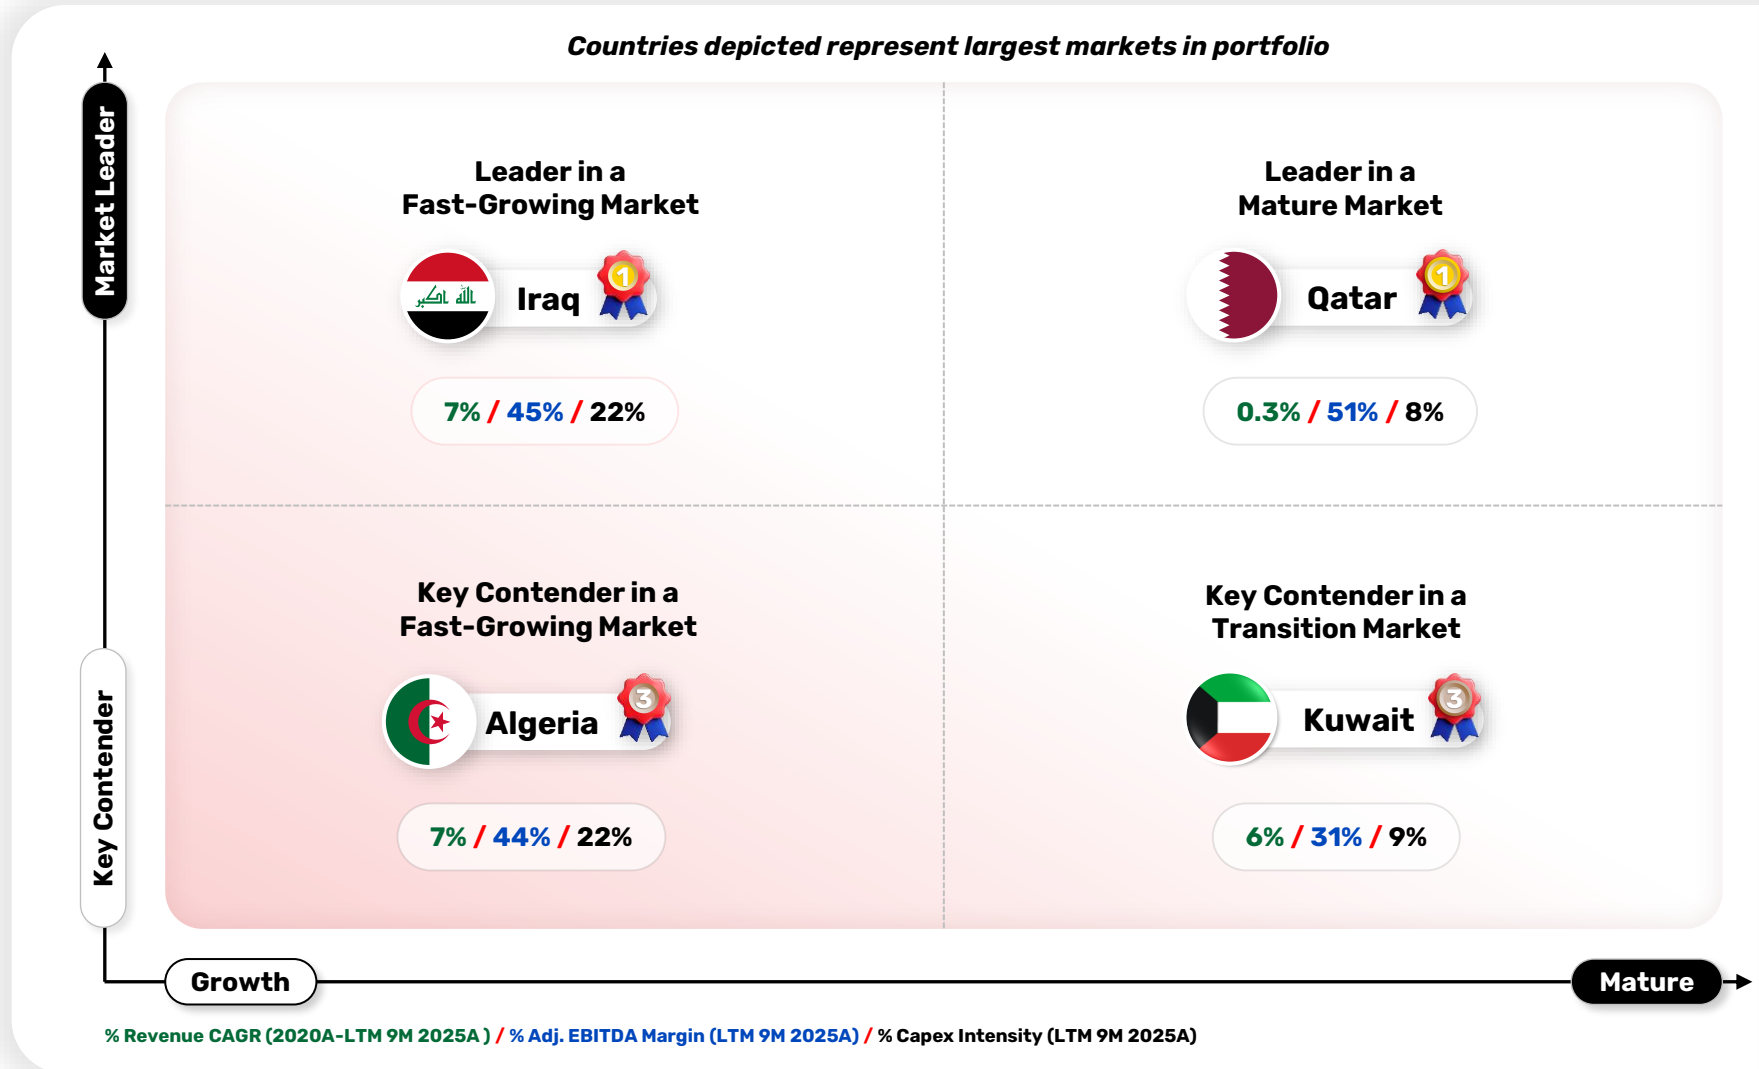 Countries depicted represent largest markets in portfolio
Market Leader
Leader in a
Fast-Growing Market
الله اكبر
Iraq
1
7% / 45% / 22%
Leader in a
Mature Market
Qatar
1
0.3% / 51% / 8%
Key Contender
Key Contender in a
Fast-Growing Market
Algeria
3
7% / 44% / 22%
Key Contender in a
Transition Market
Kuwait
3
6% / 31% / 9%
Growth
Mature
% Revenue CAGR (2020A-LTM 9M 2025A ) / % Adj. EBITDA Margin (LTM 9M 2025A) / % Capex Intensity (LTM 9M 2025A)